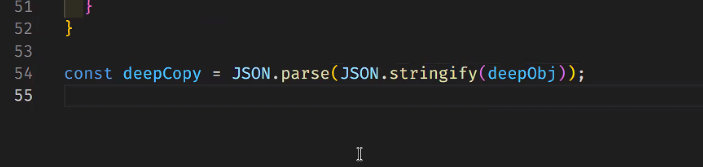 51 }
52 }
53
54 const deepCopy = JSON.parse(JSON.stringify(deepObj));
55